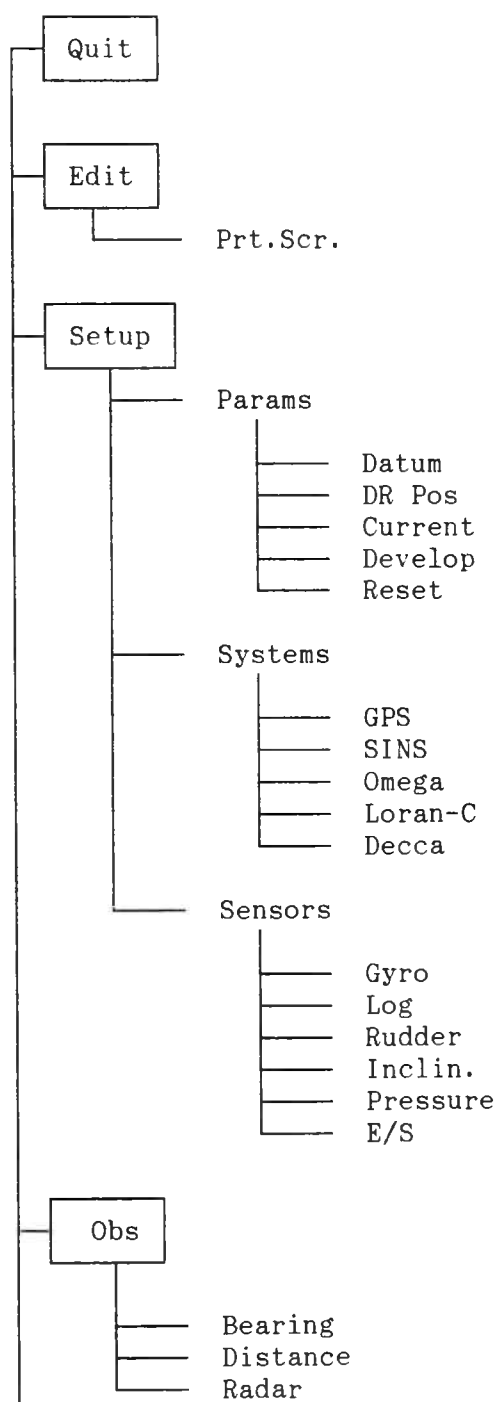 Quit
Edit
Prt.Scr.
Setup
Params
Datum
DR Pos
Current
Develop
Reset
Systems
GPS
SINS
Omega
Loran-C
Decca
Sensors
Gyro
Log
Rudder
Inclin.
Pressure
E/S
Obs
Bearing
Distance
Radar